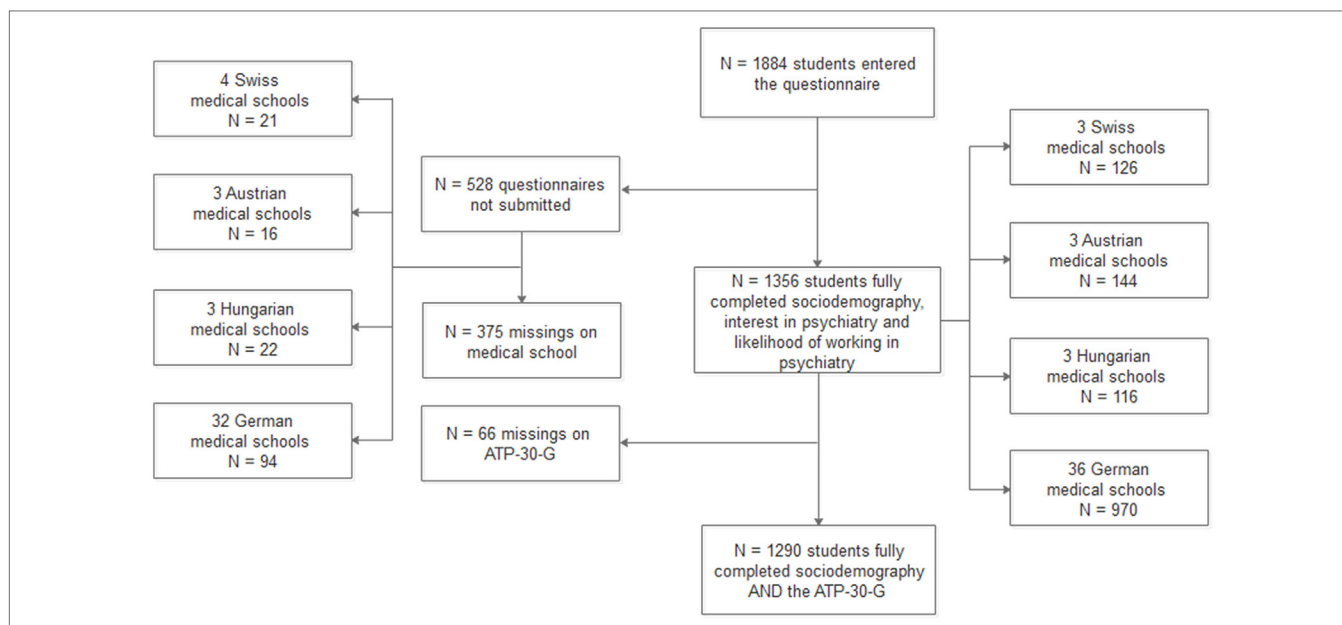 N = 1884 students entered
the questionnaire
4 Swiss
medical schools
N = 21
3 Austrian
medical schools
N = 16
3 Hungarian
medical schools
N = 22
32 German
medical schools
N = 94
N = 528 questionnaires
not submitted
N = 375 missings on
medical school
N = 66 missings on
ATP-30-G
N = 1356 students fully
completed sociodemography,
interest in psychiatry and
likelihood of working in
psychiatry
N = 1290 students fully
completed sociodemography
AND the ATP-30-G
3 Swiss
medical schools
N = 126
3 Austrian
medical schools
N = 144
3 Hungarian
medical schools
N = 116
36 German
medical schools
N = 970